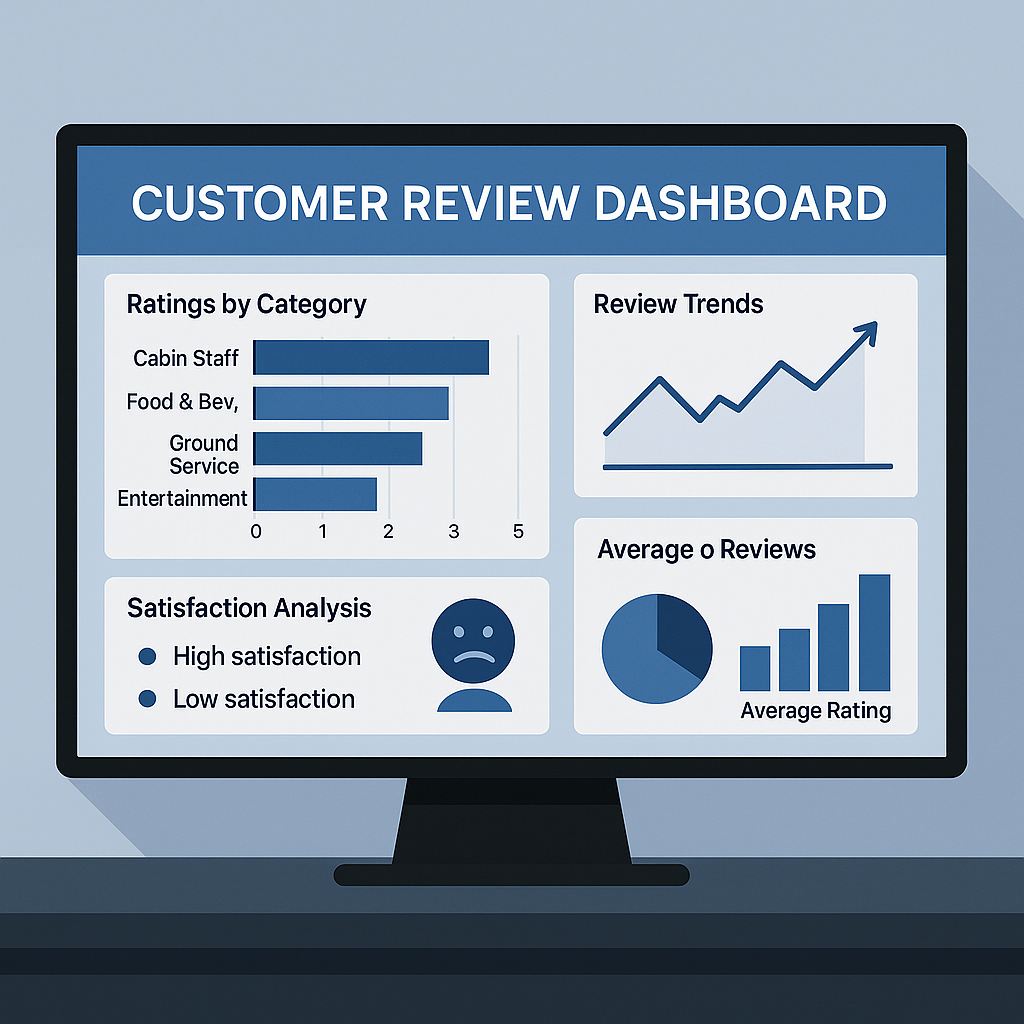 CUSTOMER REVIEW DASHBOARD
Ratings by Category
Cabin Staff
Food & Bev,
Ground
Service
Entertainment
0 1 2 3 5
Satisfaction Analysis
High satisfaction
Low satisfaction
Review Trends
Average o Reviews
Average Rating